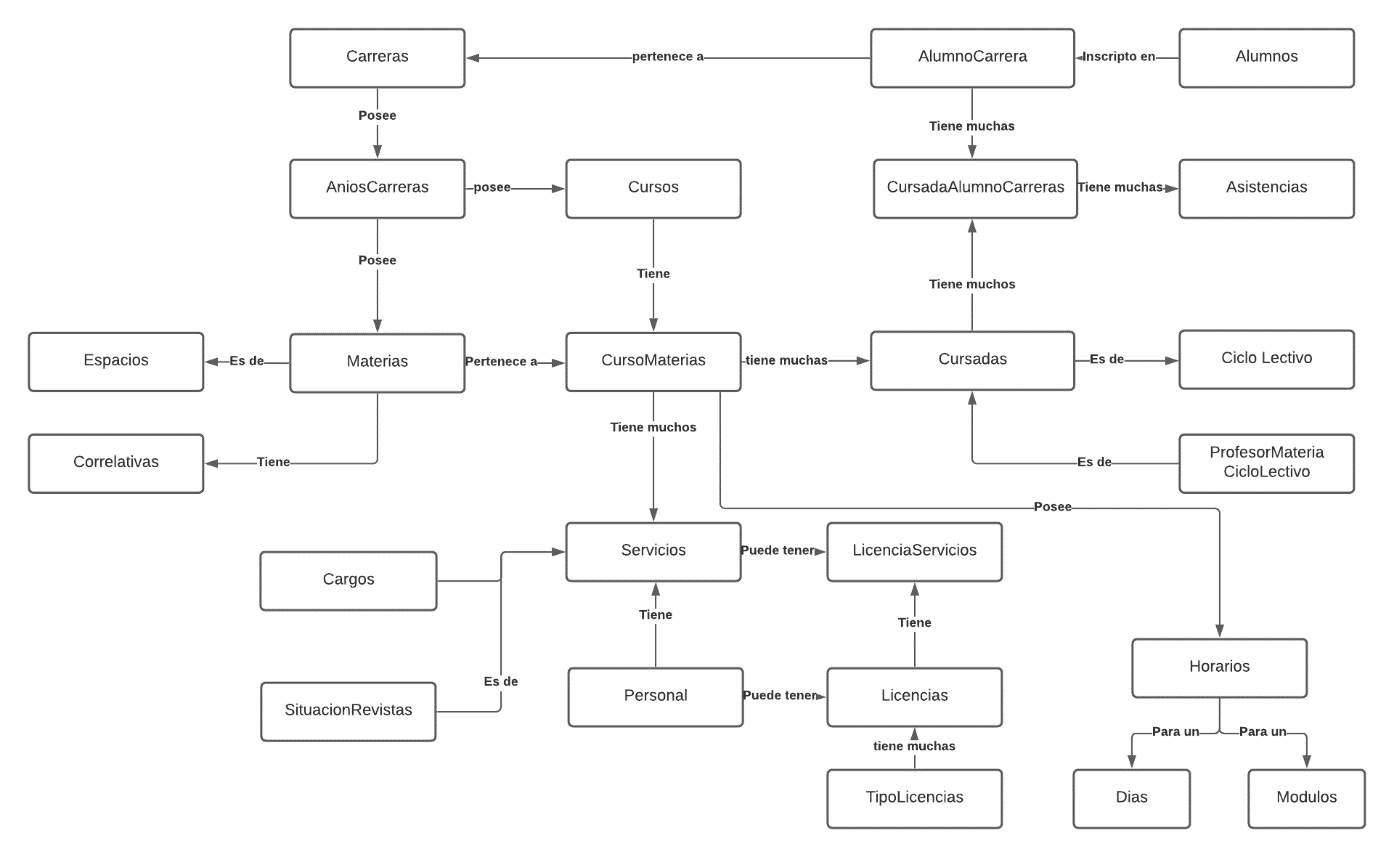 Carreras
pertenece a
AlumnoCarrera
Inscripto en
Alumnos
Posee
Tiene muchas
AniosCarreras
posee
Cursos
CursadaAlumnoCarreras
Tiene muchas
Asistencias
Posee
Tiene
Tiene muchos
Espacios
Es de
Materias
Pertenece a
CursoMaterias
tiene muchas
Cursadas
Es de
Ciclo Lectivo
Tiene muchos
Correlativas
Tiene
Es de
ProfesorMateria
CicloLectivo
Posee
Servicios
Puede tener
LicenciaServicios
Cargos
Tiene
Tiene
Es de
Horarios
SituacionRevistas
Personal
Puede tener
Licencias
Para un
Para un
tiene muchas
TipoLicencias
Dias
Modulos